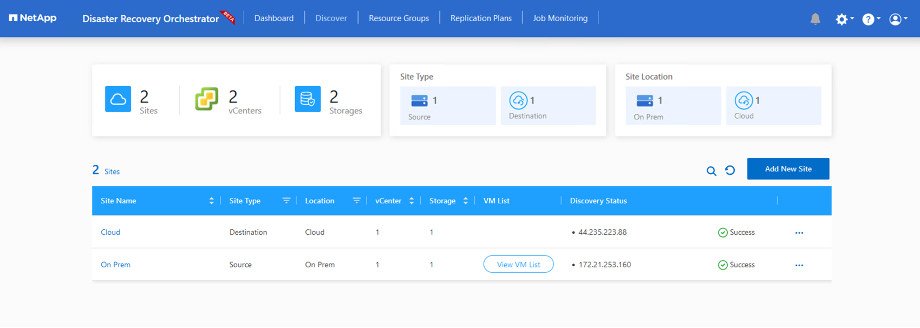 NetApp Disaster Recovery Orchestrator BETA Dashboard Discover Resource Groups Replication Plans Job Monitoring
2 Sites 2 vCenters 2 Storages
Site Type
1 Source 1 Destination
Site Location
1 On Prem 1 Cloud
2 Sites Add New Site
Site Name Site Type Location vCenter Storage VM List Discovery Status
Cloud Destination Cloud 1 1 • 44.235.223.88 Success ...
On Prem Source On Prem 1 1 View VM List • 172.21.253.160 Success ...